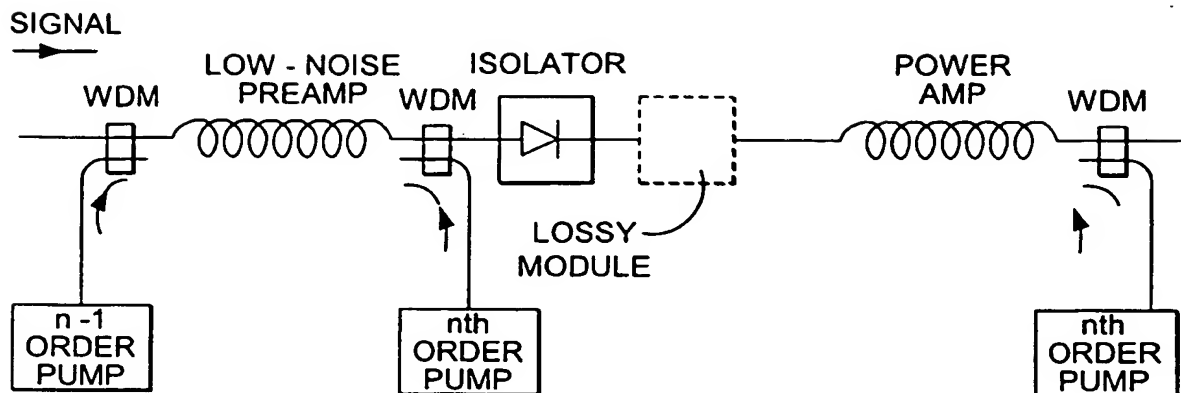 SIGNAL
LOW - NOISE
PREAMP
WDM
WDM
ISOLATOR
POWER
AMP
WDM
LOSSY
MODULE
n -1
ORDER
PUMP
nth
ORDER
PUMP
nth
ORDER
PUMP